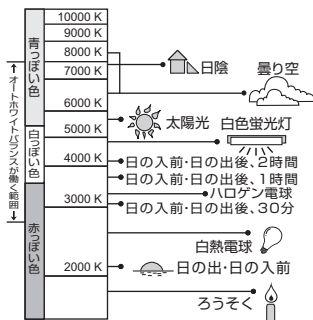 オートホワイトバランスが働く範囲
青っぽい色
白っぽい色
赤っぽい色
10000 K
9000 K
8000 K
7000 K
6000 K
5000 K
4000 K
3000 K
2000 K
日陰
曇り空
太陽光
白色蛍光灯
日の入前・日の出後、2時間
日の入前・日の出後、1時間
ハロゲン電球
日の入前・日の出後、30分
白熱電球
日の出・日の入前
ろうそく